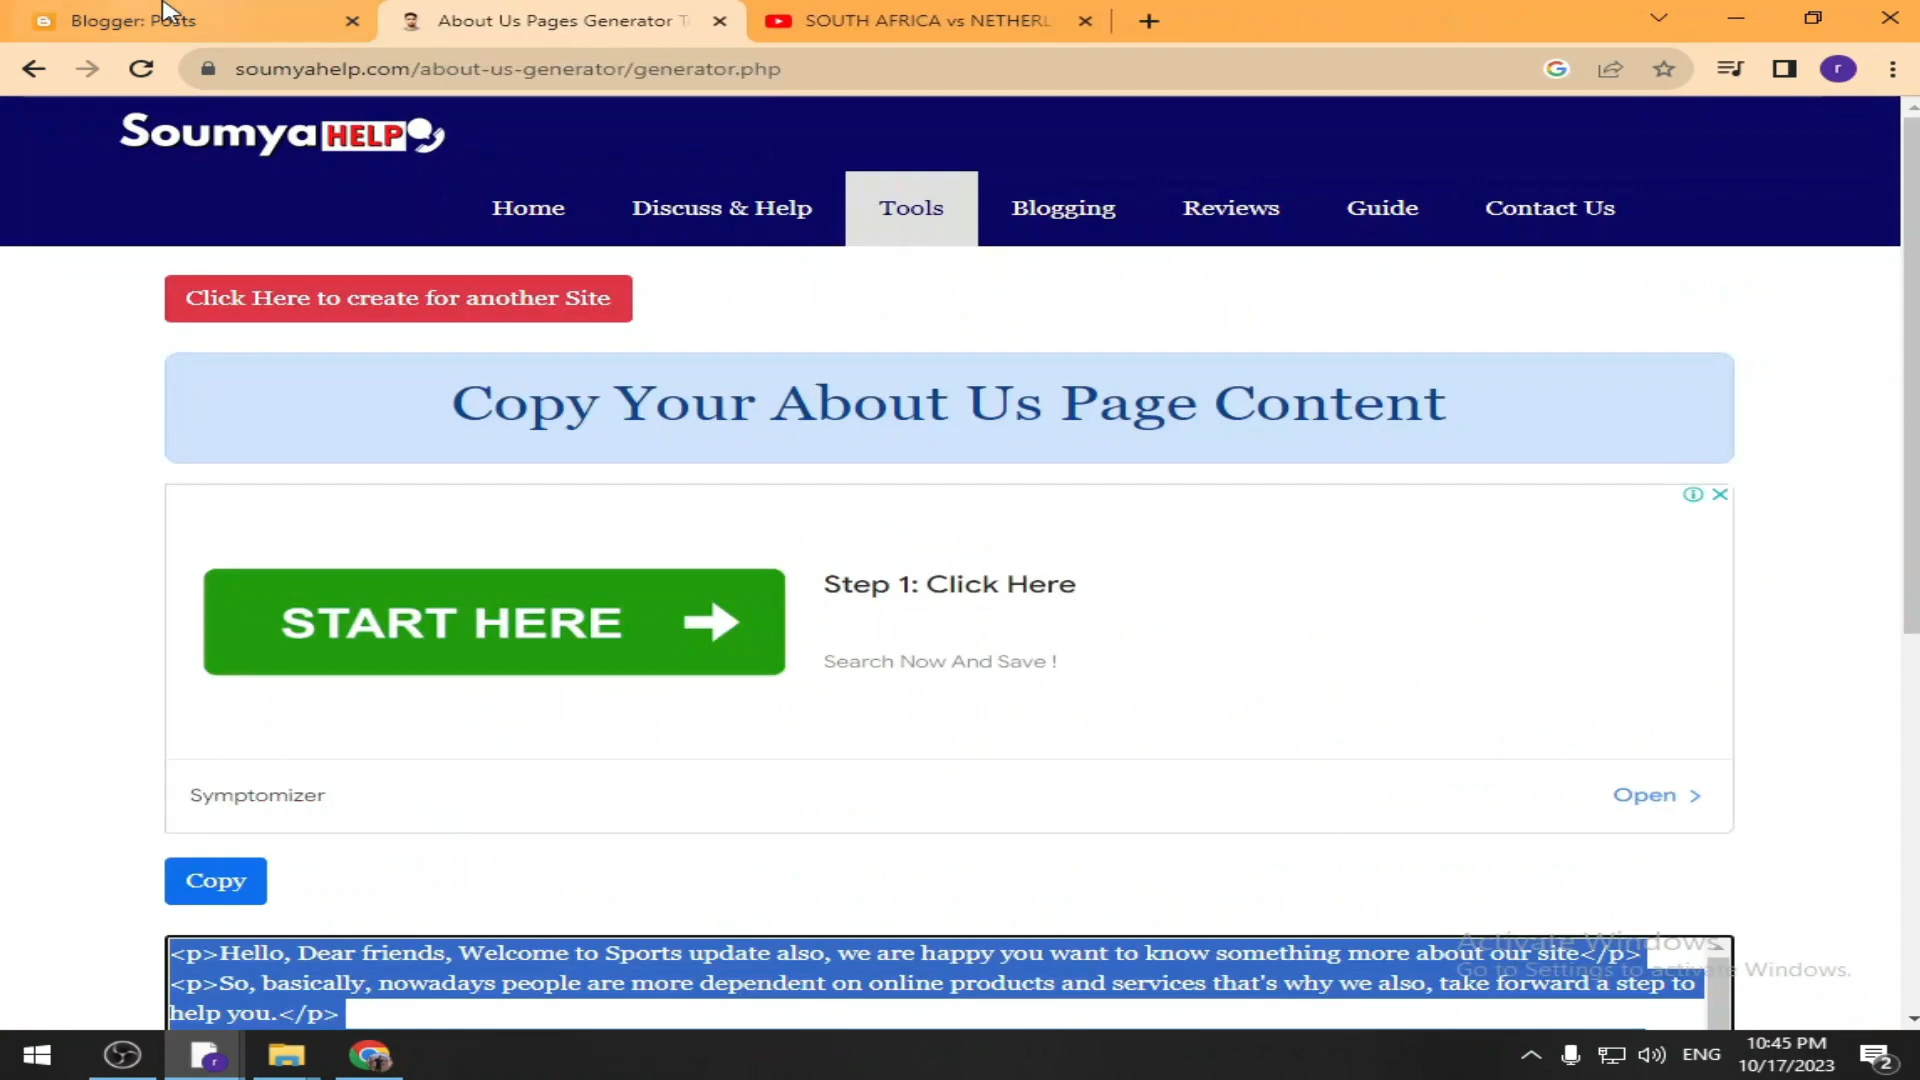 Blogger: Posts
About Us Pages Generator T
SOUTH AFRICA vs NETHERL
soumyahelp.com/about-us-generator/generator.php
r
Soumya HELP
Home
Discuss & Help
Tools
Blogging
Reviews
Guide
Contact Us
Click Here to create for another Site
Copy Your About Us Page Content
START HERE
Step 1: Click Here
Search Now And Save !
Symptomizer
Open >
Copy
<p>Hello, Dear friends, Welcome to Sports update also, we are happy you want to know something more about our site</p>
<p>So, basically, nowadays people are more dependent on online products and services that's why we also, take forward a step to
help you.</p>
Activate Windows
Go to Settings to activate Windows.
ENG
10:45 PM
10/17/2023
2